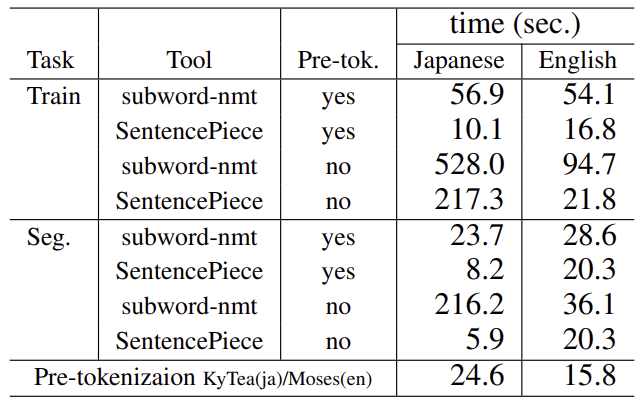 time (sec.)
Task Tool Pre-tok. Japanese English
Train subword-nmt yes 56.9 54.1
SentencePiece yes 10.1 16.8
subword-nmt no 528.0 94.7
SentencePiece no 217.3 21.8
Seg. subword-nmt yes 23.7 28.6
SentencePiece yes 8.2 20.3
subword-nmt no 216.2 36.1
SentencePiece no 5.9 20.3
Pre-tokenizaion KyTea(ja)/Moses(en) 24.6 15.8